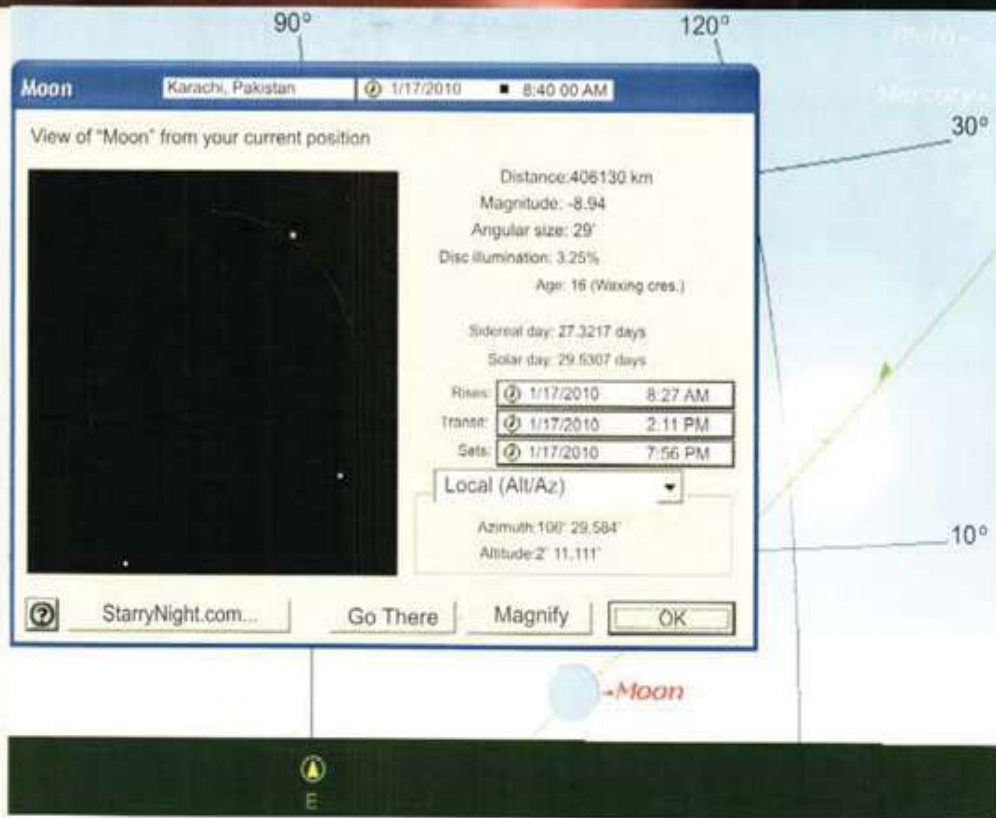 90°
120°
Pluto
Mercury
30°
Moon Karachi, Pakistan 1/17/2010 8:40 00 AM
View of "Moon" from your current position
Distance:406130 km
Magnitude: -8.94
Angular size: 29'
Disc illumination: 3.25%
Age: 16 (Waxing cres.)
Sidereal day: 27.3217 days
Solar day: 29.5307 days
Rises: 1/17/2010 8:27 AM
Transit: 1/17/2010 2:11 PM
Sets: 1/17/2010 7:56 PM
Local (Alt/Az)
Azimuth:106° 29.584'
Altitude:2° 11.111'
10°
? StarryNight.com... Go There Magnify OK
Moon
E